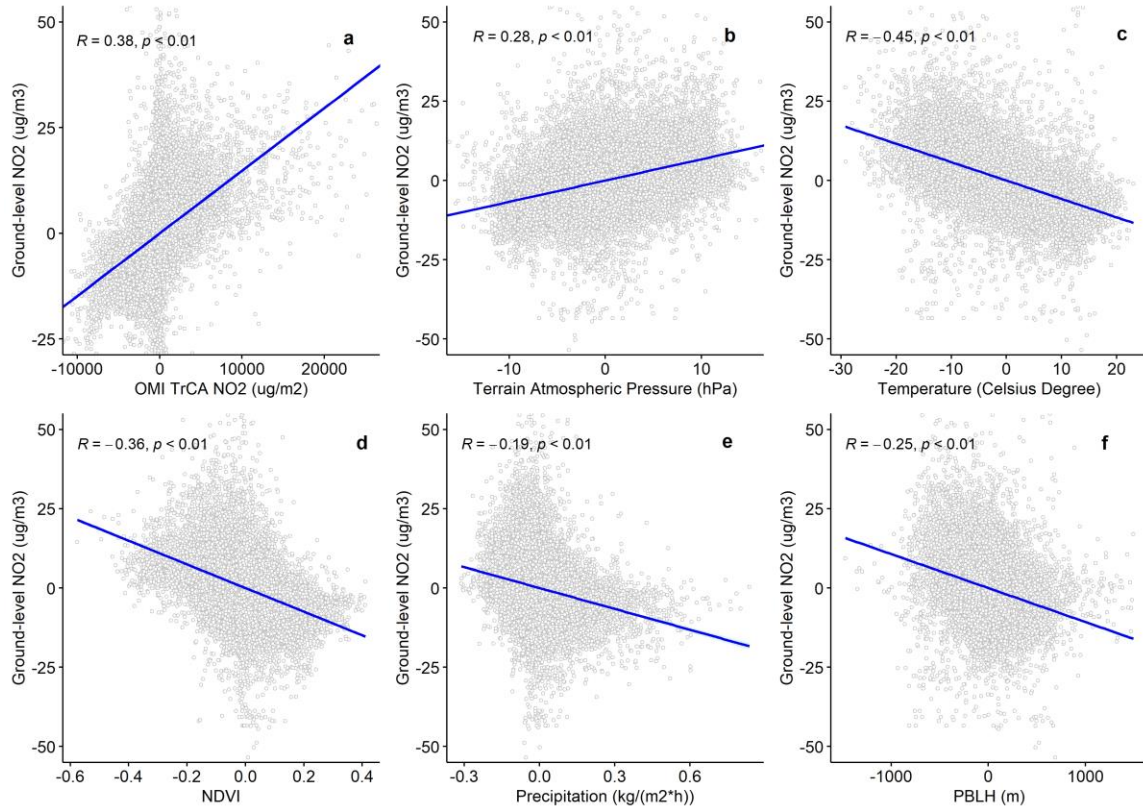 R = 0.38, p < 0.01
a
Ground-level NO2 (ug/m3)
50
25
0
-25
-10000
0
10000
20000
OMI TrCA NO2 (ug/m2)
R = 0.28, p < 0.01
b
Ground-level NO2 (ug/m3)
50
25
0
-25
-50
-10
0
10
Terrain Atmospheric Pressure (hPa)
R = −0.45, p < 0.01
c
Ground-level NO2 (ug/m3)
50
25
0
-25
-50
-30
-20
-10
0
10
20
Temperature (Celsius Degree)
R = −0.36, p < 0.01
d
Ground-level NO2 (ug/m3)
50
25
0
-25
-50
-0.6
-0.4
-0.2
0.0
0.2
0.4
NDVI
R = −0.19, p < 0.01
e
Ground-level NO2 (ug/m3)
50
25
0
-25
-50
-0.3
0.0
0.3
0.6
Precipitation (kg/(m2*h))
R = −0.25, p < 0.01
f
Ground-level NO2 (ug/m3)
50
25
0
-25
-50
-1000
0
1000
PBLH (m)